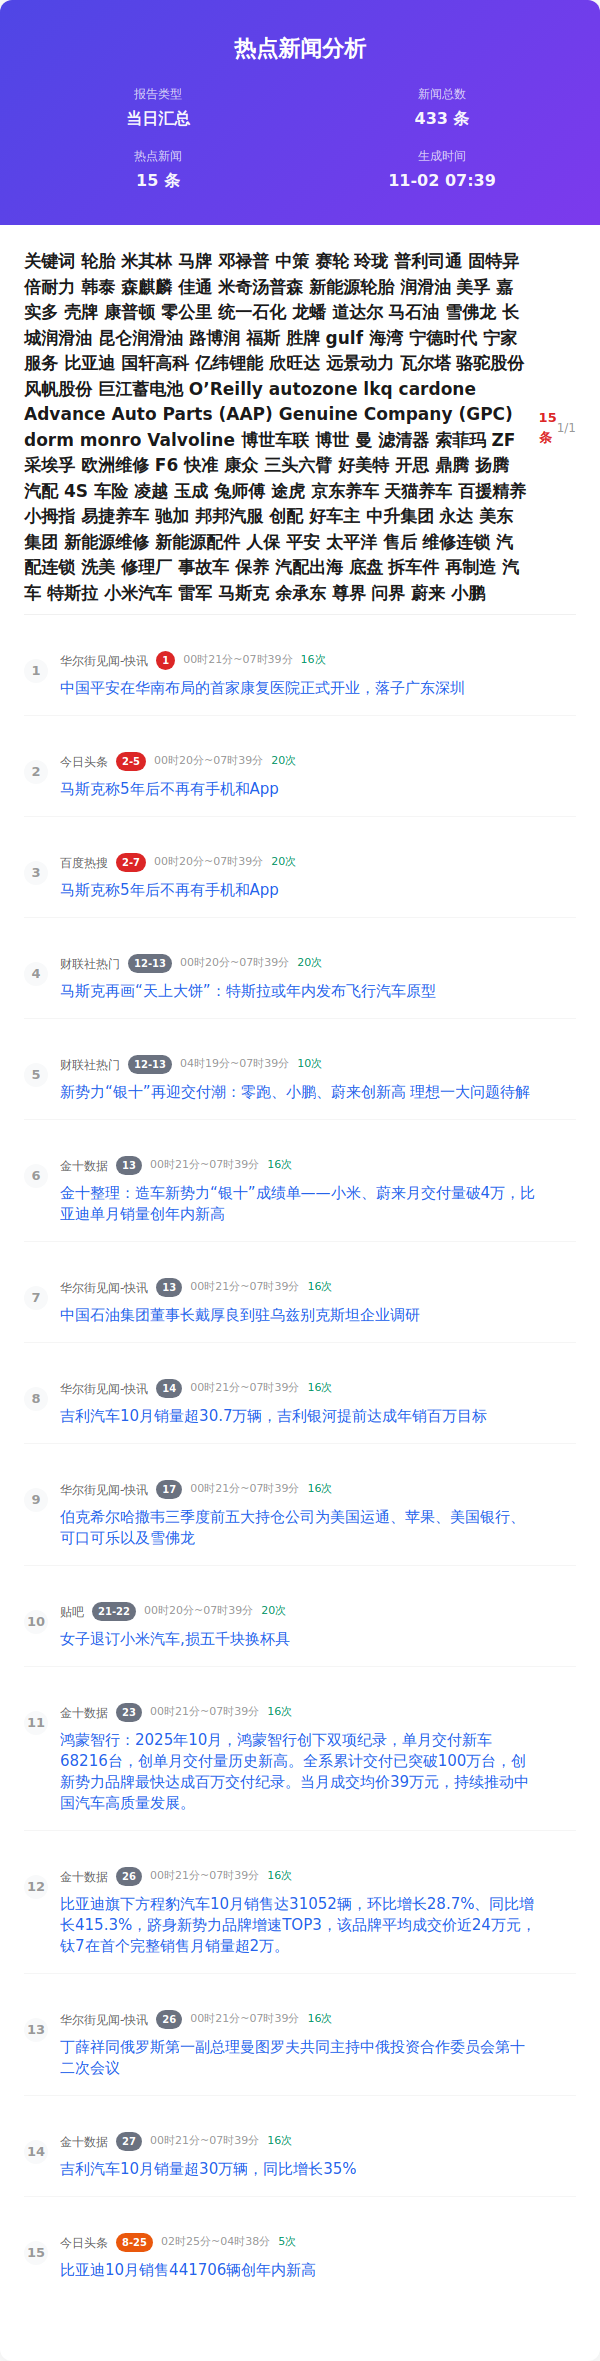 热点新闻分析
报告类型
当日汇总
新闻总数
433 条
热点新闻
15 条
生成时间
11-02 07:39
关键词 轮胎 米其林 马牌 邓禄普 中策 赛轮 玲珑 普利司通 固特异
倍耐力 韩泰 森麒麟 佳通 米奇汤普森 新能源轮胎 润滑油 美孚 嘉
实多 壳牌 康普顿 零公里 统一石化 龙蟠 道达尔 马石油 雪佛龙 长
城润滑油 昆仑润滑油 路博润 福斯 胜牌 gulf 海湾 宁德时代 宁家
服务 比亚迪 国轩高科 亿纬锂能 欣旺达 远景动力 瓦尔塔 骆驼股份
风帆股份 巨江蓄电池 O’Reilly autozone lkq cardone
Advance Auto Parts (AAP) Genuine Company (GPC)
dorm monro Valvoline 博世车联 博世 曼 滤清器 索菲玛 ZF
采埃孚 欧洲维修 F6 快准 康众 三头六臂 好美特 开思 鼎腾 扬腾
汽配 4S 车险 凌越 玉成 兔师傅 途虎 京东养车 天猫养车 百援精养
小拇指 易捷养车 驰加 邦邦汽服 创配 好车主 中升集团 永达 美东
集团 新能源维修 新能源配件 人保 平安 太平洋 售后 维修连锁 汽
配连锁 洗美 修理厂 事故车 保养 汽配出海 底盘 拆车件 再制造 汽
车 特斯拉 小米汽车 雷军 马斯克 余承东 尊界 问界 蔚来 小鹏
15
条
1/1
1
华尔街见闻-快讯 1 00时21分~07时39分 16次
中国平安在华南布局的首家康复医院正式开业，落子广东深圳
2
今日头条 2-5 00时20分~07时39分 20次
马斯克称5年后不再有手机和App
3
百度热搜 2-7 00时20分~07时39分 20次
马斯克称5年后不再有手机和App
4
财联社热门 12-13 00时20分~07时39分 20次
马斯克再画“天上大饼”：特斯拉或年内发布飞行汽车原型
5
财联社热门 12-13 04时19分~07时39分 10次
新势力“银十”再迎交付潮：零跑、小鹏、蔚来创新高 理想一大问题待解
6
金十数据 13 00时21分~07时39分 16次
金十整理：造车新势力“银十”成绩单——小米、蔚来月交付量破4万，比
亚迪单月销量创年内新高
7
华尔街见闻-快讯 13 00时21分~07时39分 16次
中国石油集团董事长戴厚良到驻乌兹别克斯坦企业调研
8
华尔街见闻-快讯 14 00时21分~07时39分 16次
吉利汽车10月销量超30.7万辆，吉利银河提前达成年销百万目标
9
华尔街见闻-快讯 17 00时21分~07时39分 16次
伯克希尔哈撒韦三季度前五大持仓公司为美国运通、苹果、美国银行、
可口可乐以及雪佛龙
10
贴吧 21-22 00时20分~07时39分 20次
女子退订小米汽车,损五千块换杯具
11
金十数据 23 00时21分~07时39分 16次
鸿蒙智行：2025年10月，鸿蒙智行创下双项纪录，单月交付新车
68216台，创单月交付量历史新高。全系累计交付已突破100万台，创
新势力品牌最快达成百万交付纪录。当月成交均价39万元，持续推动中
国汽车高质量发展。
12
金十数据 26 00时21分~07时39分 16次
比亚迪旗下方程豹汽车10月销售达31052辆，环比增长28.7%、同比增
长415.3%，跻身新势力品牌增速TOP3，该品牌平均成交价近24万元，
钛7在首个完整销售月销量超2万。
13
华尔街见闻-快讯 26 00时21分~07时39分 16次
丁薛祥同俄罗斯第一副总理曼图罗夫共同主持中俄投资合作委员会第十
二次会议
14
金十数据 27 00时21分~07时39分 16次
吉利汽车10月销量超30万辆，同比增长35%
15
今日头条 8-25 02时25分~04时38分 5次
比亚迪10月销售441706辆创年内新高